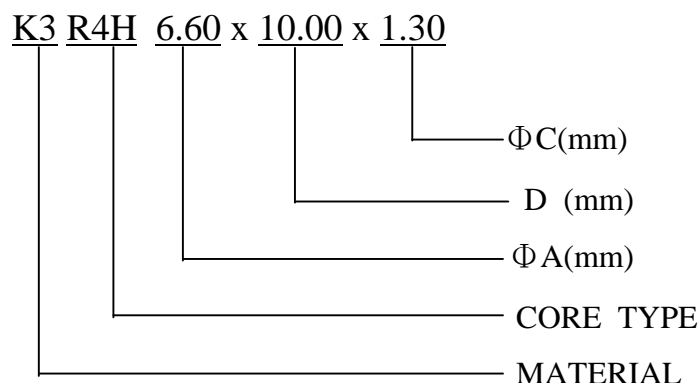 K3 R4H 6.60 x 10.00 x 1.30
ΦC(mm)
D (mm)
ΦA(mm)
CORE TYPE
MATERIAL